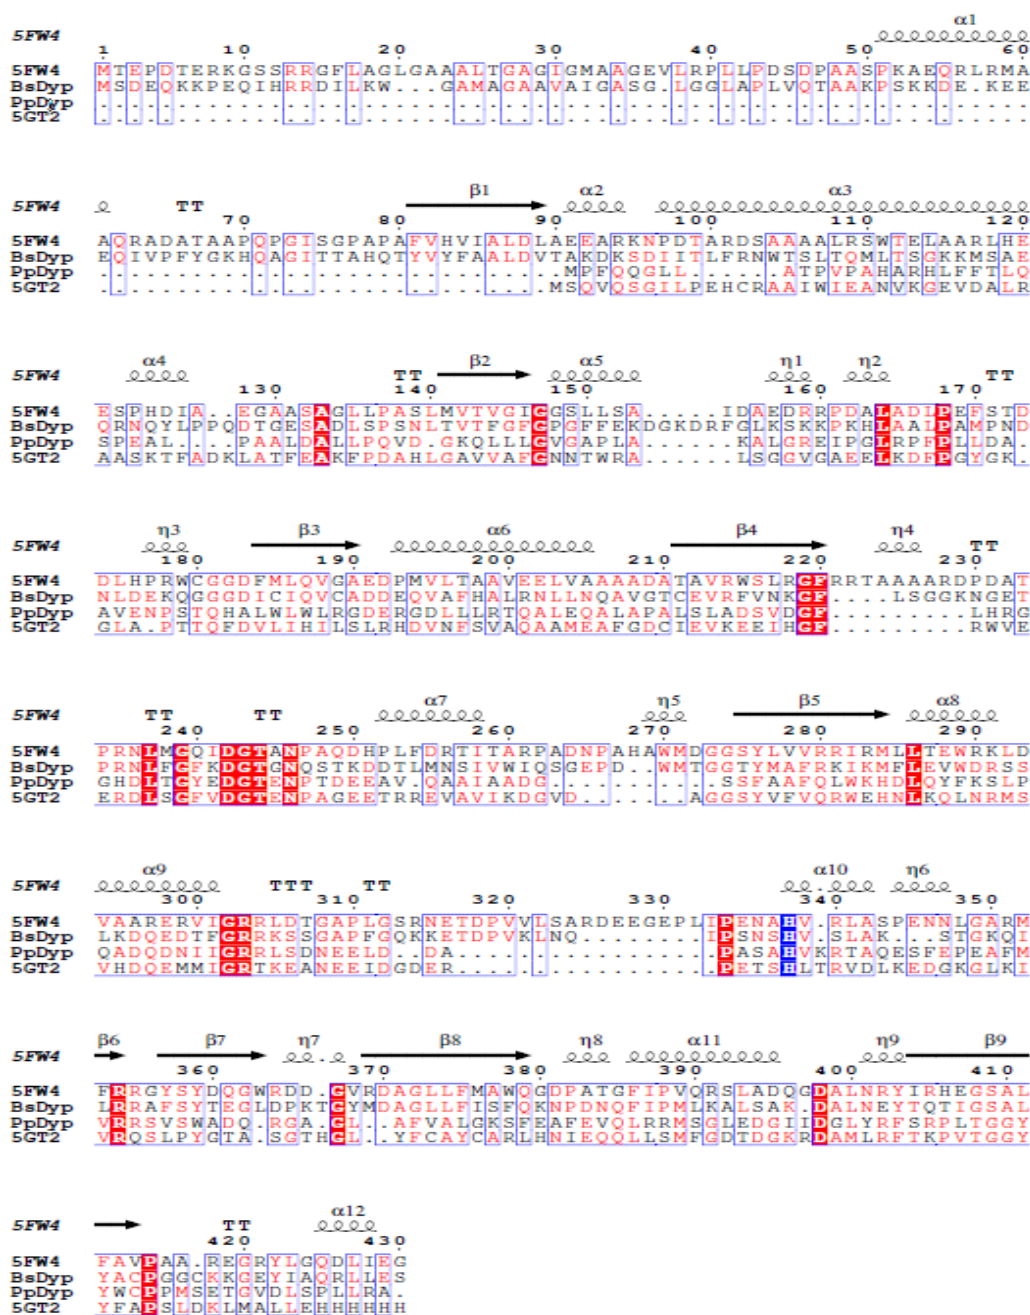 5FW4 α1
1 10 20 30 40 50 60
5FW4 MTEPDTERKGSSRRGFLAGLGAAALTGAGIGMAAGEVLRPLLPDSDPAASPKAEQRLRMA
BsDyp MSDEQKKPEQIHRRDILKW...GAMAGAAVAIGASG.LGGLAPLVQTAAKPSKKDE.KEE
PpDyp ............................................................
5GT2 ............................................................
5FW4 TT β1 α2 α3
70 80 90 100 110 120
5FW4 AQRADATAAPQPGISGPAPAFVHVIALDLAEEARKNPDTARDSAAAALRSWTELAARLHE
BsDyp EQIVPFYGKHQAGITTAHQTYVYFAALDVTAKDKSDIITLFRNWTSLTQMLTSGKKMSAE
PpDyp ..............................MPFQQGLL.....ATPVPAHARHLFFTLQ
5GT2 .............................MSQVQSGILPEHCRAAIWIEANVKGEVDALR
5FW4 α4 TT β2 α5 η1 η2 TT
130 140 150 160 170
5FW4 ESPHDIA..EGAASAGLLPASLMVTVGIGGSLLSA.....IDAEDRRPDALADLPEFSTD
BsDyp QRNQYLPPQDTGESADLSPSNLTVTFGFGPGFFEKDGKDRFGLKSKKPKHLAALPAMPND
PpDyp SPEAL....PAALDALLPQVD.GKQLLLGVGAPLA......KALGREIPGLRPFPLLDA.
5GT2 AASKTFADKLATFEAKFPDAHLGAVVAFGNNTWRA......LSGGVGAEELKDFPGYGK.
5FW4 η3 β3 α6 β4 η4 TT
180 190 200 210 220 230
5FW4 DLHPRWCGGDFMLQVGAEDPMVLTAAVEELVAAAADATAVRWSLRGFRRTAAAARDPDAT
BsDyp NLDEKQGGGDICIQVCADDEQVAFHALRNLLNQAVGTCEVRFVNKGF....LSGGKNGET
PpDyp AVENPSTQHALWLWLRGDERGDLLLRTQALEQALAPALSLADSVDGF.........LHRG
5GT2 GLA.PTTQFDVLIHILSLRHDVNFSVAQAAMEAFGDCIEVKEEIHGF.........RWVE
5FW4 TT TT α7 η5 β5 α8
240 250 260 270 280 290
5FW4 PRNLMGQIDGTANPAQDHPLFDRTITARPADNPAHAWMDGGSYLVVRRIRMLLTEWRKLD
BsDyp PRNLFGFKDGTGNQSTKDDTLMNSIVWIQSGEPD..WMTGGTYMAFRKIKMFLEVWDRSS
PpDyp GHDLTGYEDGTENPTDEEAV.QAAIAADG..........SSFAAFQLWKHDLQYFKSLP
5GT2 ERDLSGFVDGTENPAGEETRREVAVIKDGVD.......AGGSYVFVQRWEHNLKQLNRMS
5FW4 α9 TTT TT α10 η6
300 310 320 330 340 350
5FW4 VAARERVIGRRLDTGAPLGSRNETDPVVLSARDEEGEPLIPENAHV.RLASPENNLGARM
BsDyp LKDQEDTFGRRKSSGAPFGQKKETDPVKLNQ.........IPSNSHV.SLAK...STGKQI
PpDyp QADQDNIIGRRLSDNEELD..DA.................PASAHVKRTAQESFEPEAFM
5GT2 VHDQEMMIGRTKEANEEIDGDER.................PETSHLTRVDLKEDGKGLKI
5FW4 β6 β7 η7 β8 η8 α11 η9 β9
360 370 380 390 400 410
5FW4 FRRGYSYDQGWRDD.GVRDAGLLFMAWQGDPATGFIPVQRSLADQGDALNRYIRHEGSAL
BsDyp LRRAFSYTEGLDPKTGYMDAGLLFISFQKNPDNQFIPMLKALSAK.DALNEYTQTIGSAL
PpDyp VRRSVSWADQ.RGA.GL..AFVALGKSFEAFEVQLRRMSGLEDGIIDGLYRFSRPLTGGY
5GT2 VRQSLPYGTA.SGTHGL..YFCAYCARLHNIEQQLLSMFGDTDGKRDAMLRFTKPVTGGY
5FW4 TT α12
420 430
5FW4 FAVPAA.REGRYLGQDLIEG
BsDyp YACPGGCKKGEYIAQRLLES
PpDyp YWCPPMSETGVDLSPLLRA.
5GT2 YFAPSLDKLMALLEHHHHHH